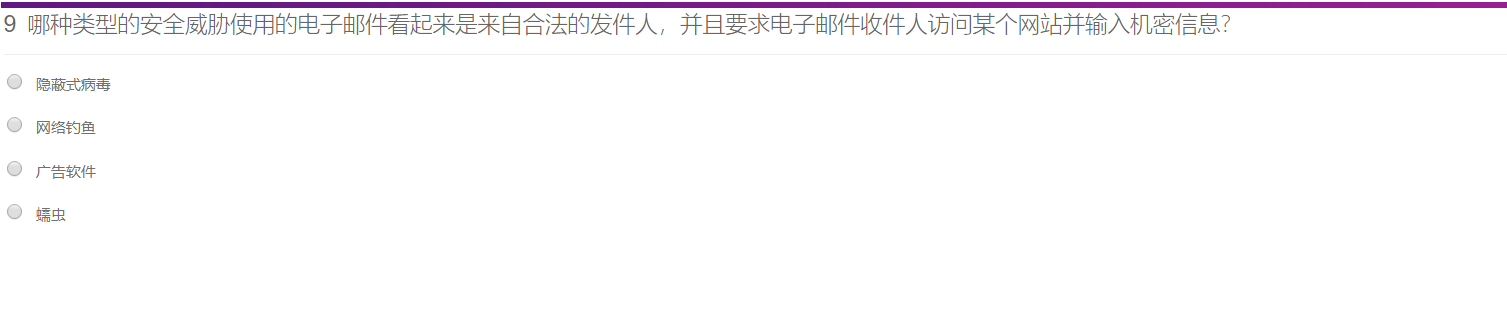 9 哪种类型的安全威胁使用的电子邮件看起来是来自合法的发件人，并且要求电子邮件收件人访问某个网站并输入机密信息？
隐蔽式病毒
网络钓鱼
广告软件
蠕虫